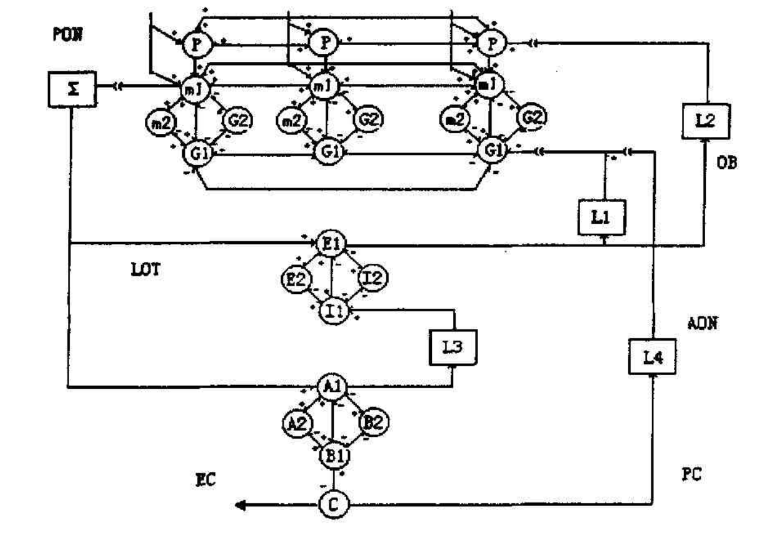 PON
P P P
Σ
m1 m1 m1
m2 G2 m2 G2 m2 G2
L2
G1 G1 G1
OB
L1
E1
LOT
E2 I2
I1
AON
L3
L4
A1
A2 B2
B1
EC
PC
C